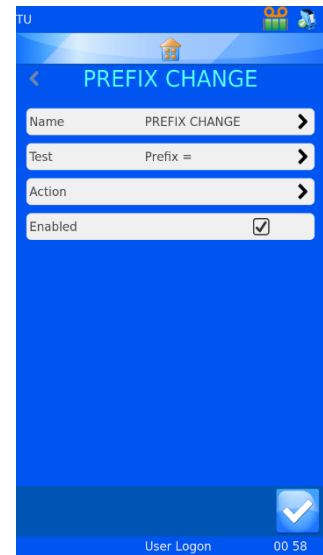 TU
PREFIX CHANGE
Name PREFIX CHANGE
Test Prefix =
Action
Enabled
User Logon 00 58